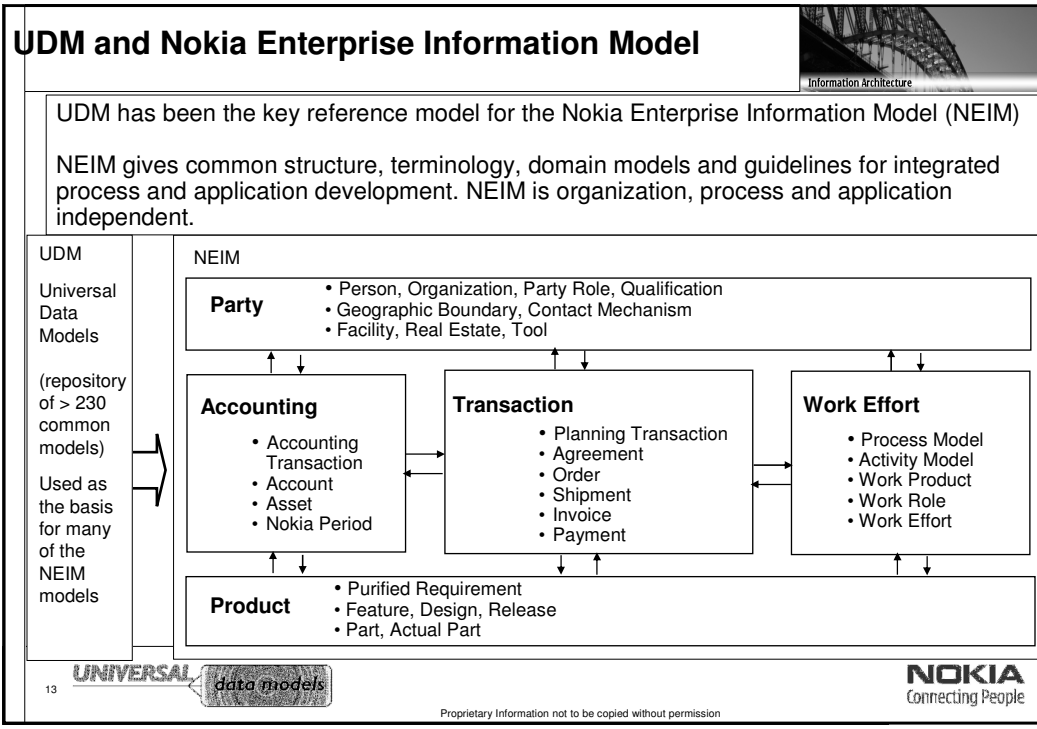 UDM and Nokia Enterprise Information Model
Information Architecture
UDM has been the key reference model for the Nokia Enterprise Information Model (NEIM)
NEIM gives common structure, terminology, domain models and guidelines for integrated
process and application development. NEIM is organization, process and application
independent.
UDM
Universal
Data
Models
(repository
of > 230
common
models)
Used as
the basis
for many
of the
NEIM
models
NEIM
Party
• Person, Organization, Party Role, Qualification
• Geographic Boundary, Contact Mechanism
• Facility, Real Estate, Tool
Accounting
• Accounting
Transaction
• Account
• Asset
• Nokia Period
Transaction
• Planning Transaction
• Agreement
• Order
• Shipment
• Invoice
• Payment
Work Effort
• Process Model
• Activity Model
• Work Product
• Work Role
• Work Effort
Product
• Purified Requirement
• Feature, Design, Release
• Part, Actual Part
13
UNIVERSAL
data models
Proprietary Information not to be copied without permission
NOKIA
Connecting People